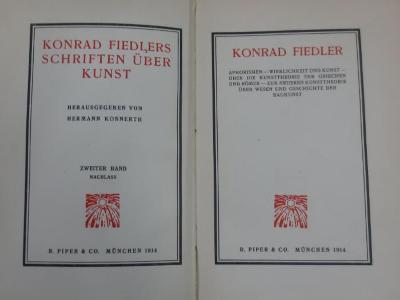 KONRAD FIEDLERS
SCHRIFTEN ÜBER
KUNST
HERAUSGEGEBEN VON
HERMANN KONNERTH
ZWEITER BAND
NACHLASS
R. PIPER & CO. MÜNCHEN 1914
KONRAD FIEDLER
APHORISMEN – WIRKLICHKEIT UND KUNST –
ÜBER DIE KUNSTTHEORIE DER GRIECHEN
UND RÖMER – ZUR NEUEREN KUNSTTHEORIE
ÜBER WESEN UND GESCHICHTE DER
BAUKUNST
R. PIPER & CO. MÜNCHEN 1914